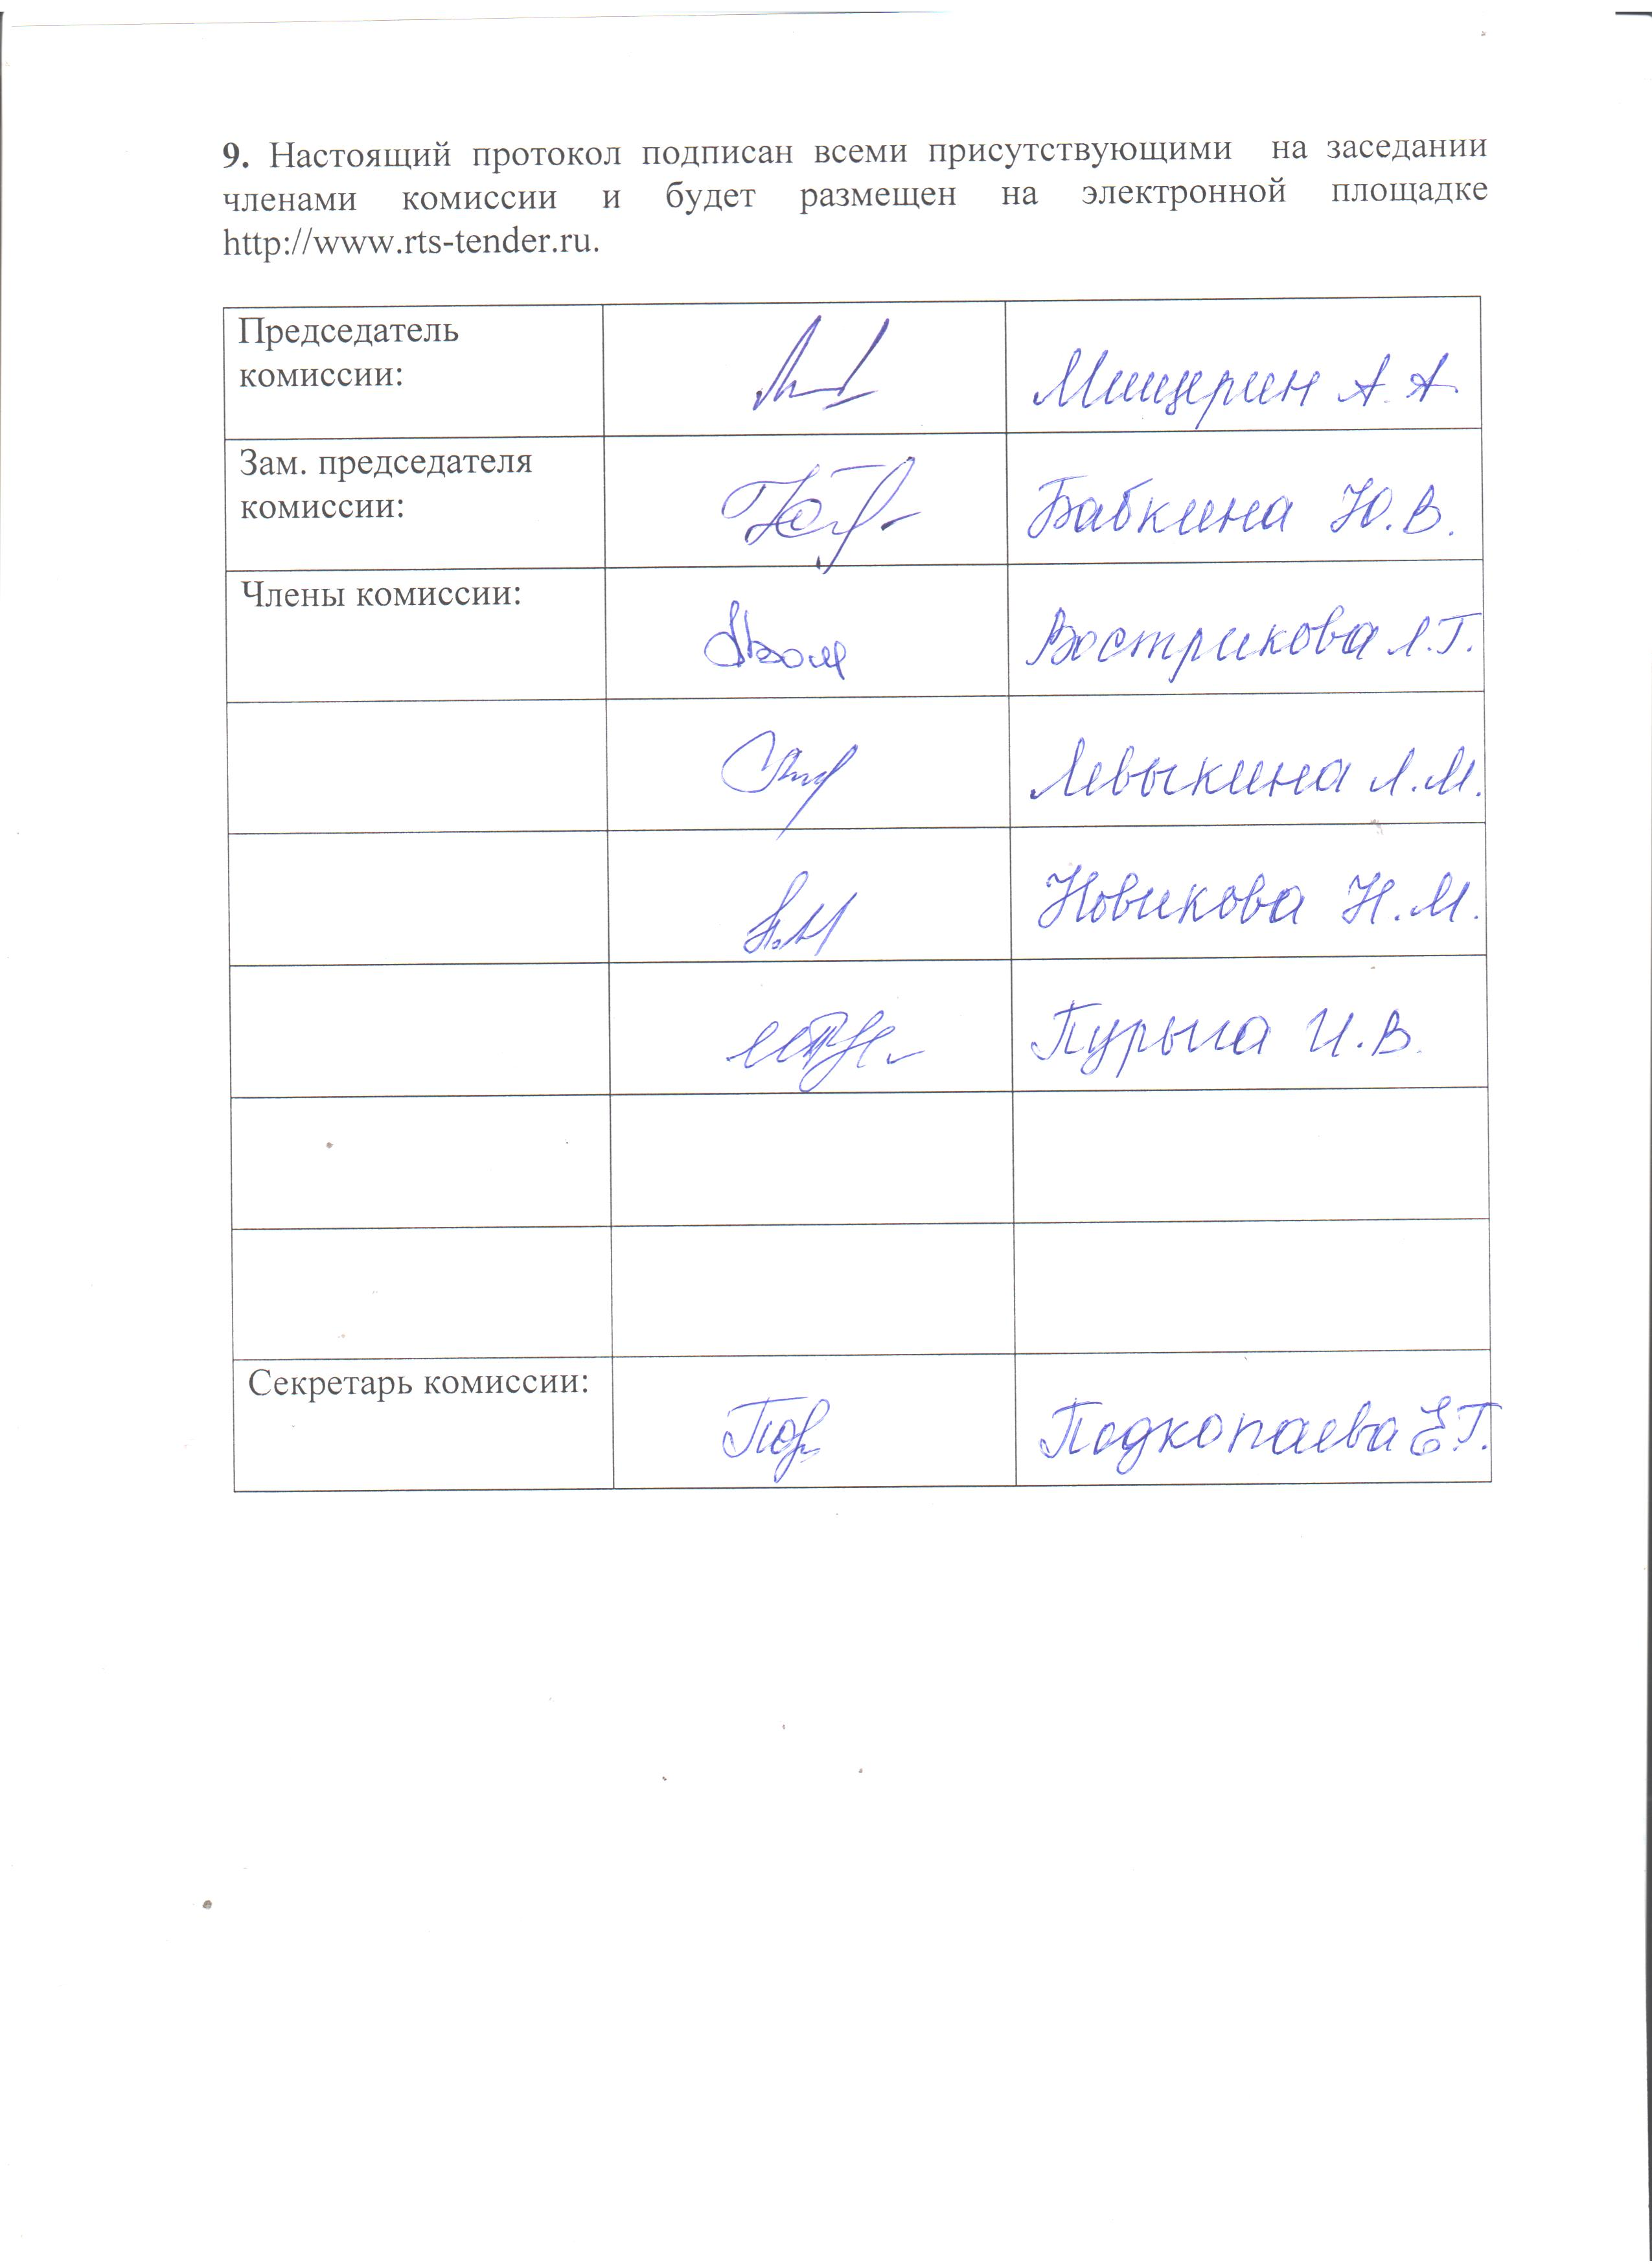 9. Настоящий протокол подписан всеми присутствующими на заседании
членами комиссии и будет размещен на электронной площадке
http://www.rts-tender.ru.
Председатель
комиссии:
Мищерин А. А.
Зам. председателя
комиссии:
Бабкина Ю. В.
Члены комиссии:
Вострикова Л.Г.
Левыкина Л.М.
Новикова Н.М.
Пурыга И.В.
Секретарь комиссии:
Подкопаева Е.Г.